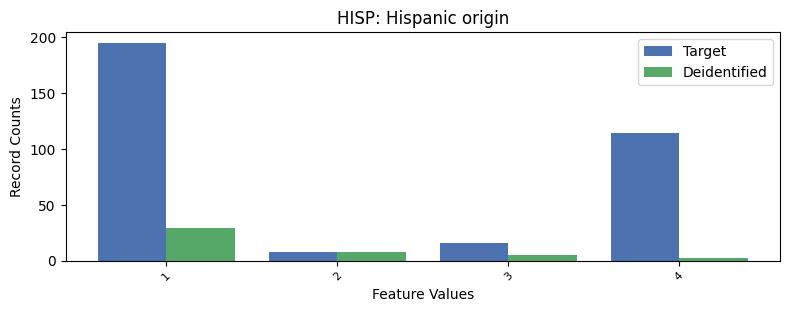 HISP: Hispanic origin
200
150
100
50
0
Record Counts
Target
Deidentified
1
2
3
4
Feature Values